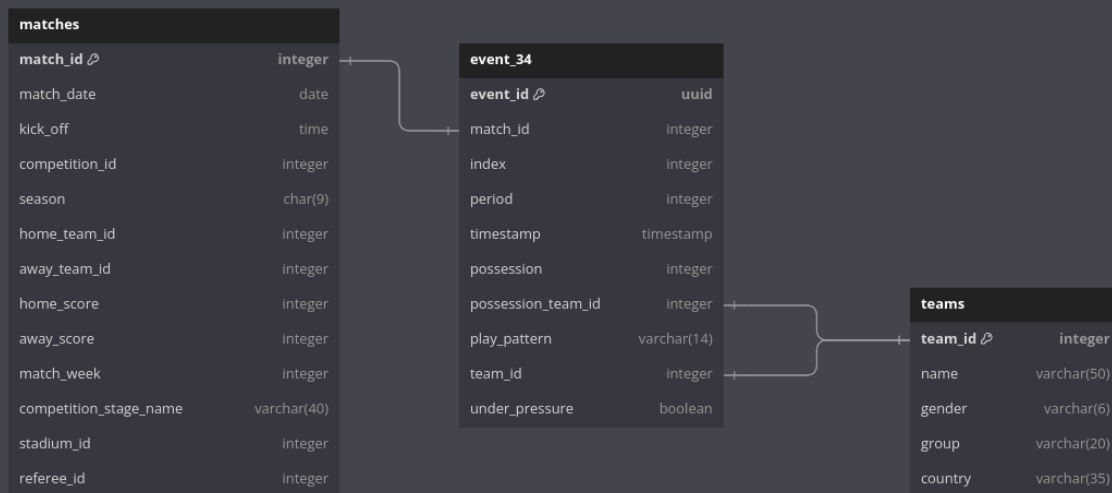 matches
match_id integer
match_date date
kick_off time
competition_id integer
season char(9)
home_team_id integer
away_team_id integer
home_score integer
away_score integer
match_week integer
competition_stage_name varchar(40)
stadium_id integer
referee_id integer
event_34
event_id uuid
match_id integer
index integer
period integer
timestamp timestamp
possession integer
possession_team_id integer
play_pattern varchar(14)
team_id integer
under_pressure boolean
teams
team_id integer
name varchar(50)
gender varchar(6)
group varchar(20)
country varchar(35)